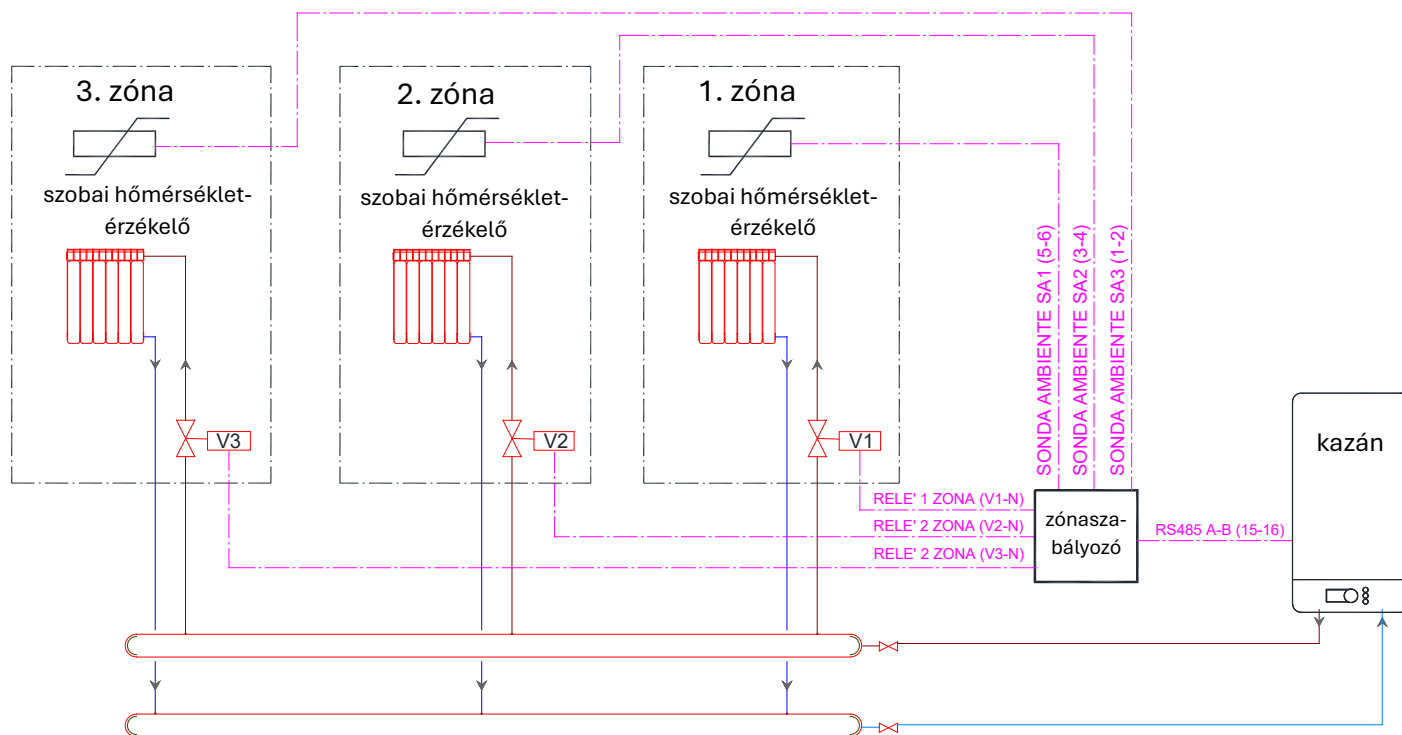 3. zóna
2. zóna
1. zóna
szobai hőmérséklet-
érzékelő
szobai hőmérséklet-
érzékelő
szobai hőmérséklet-
érzékelő
SONDA AMBIENTE SA1 (5-6)
SONDA AMBIENTE SA2 (3-4)
SONDA AMBIENTE SA3 (1-2)
V3
V2
V1
kazán
RELE' 1 ZONA (V1-N)
RELE' 2 ZONA (V2-N)
RELE' 2 ZONA (V3-N)
zónasza-
bályozó
RS485 A-B (15-16)